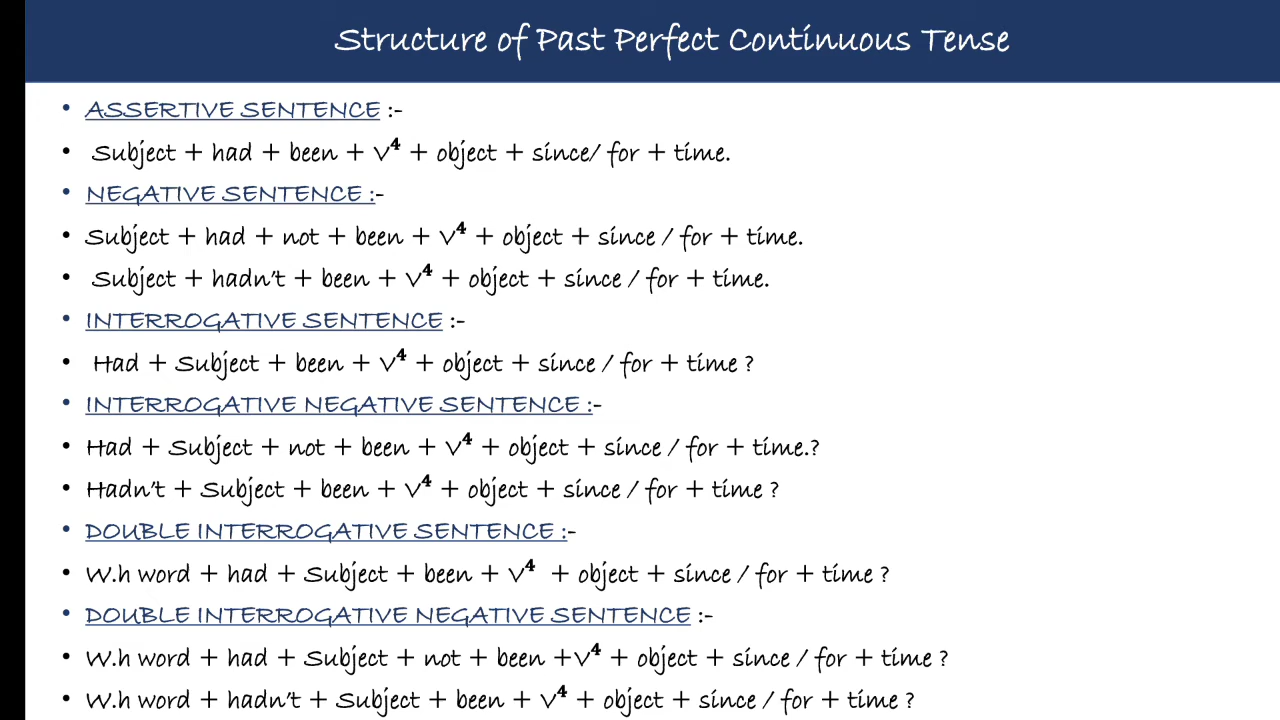 Structure of Past Perfect Continuous Tense
• ASSERTIVE SENTENCE :-
• Subject + had + been + V⁴ + object + since/ for + time.
• NEGATIVE SENTENCE :-
• Subject + had + not + been + V⁴ + object + since / for + time.
• Subject + hadn't + been + V⁴ + object + since / for + time.
• INTERROGATIVE SENTENCE :-
• Had + Subject + been + V⁴ + object + since / for + time ?
• INTERROGATIVE NEGATIVE SENTENCE :-
• Had + Subject + not + been + V⁴ + object + since / for + time.?
• Hadn't + Subject + been + V⁴ + object + since / for + time ?
• DOUBLE INTERROGATIVE SENTENCE :-
• W.h word + had + Subject + been + V⁴ + object + since / for + time ?
• DOUBLE INTERROGATIVE NEGATIVE SENTENCE :-
• W.h word + had + Subject + not + been +V⁴ + object + since / for + time ?
• W.h word + hadn't + Subject + been + V⁴ + object + since / for + time ?